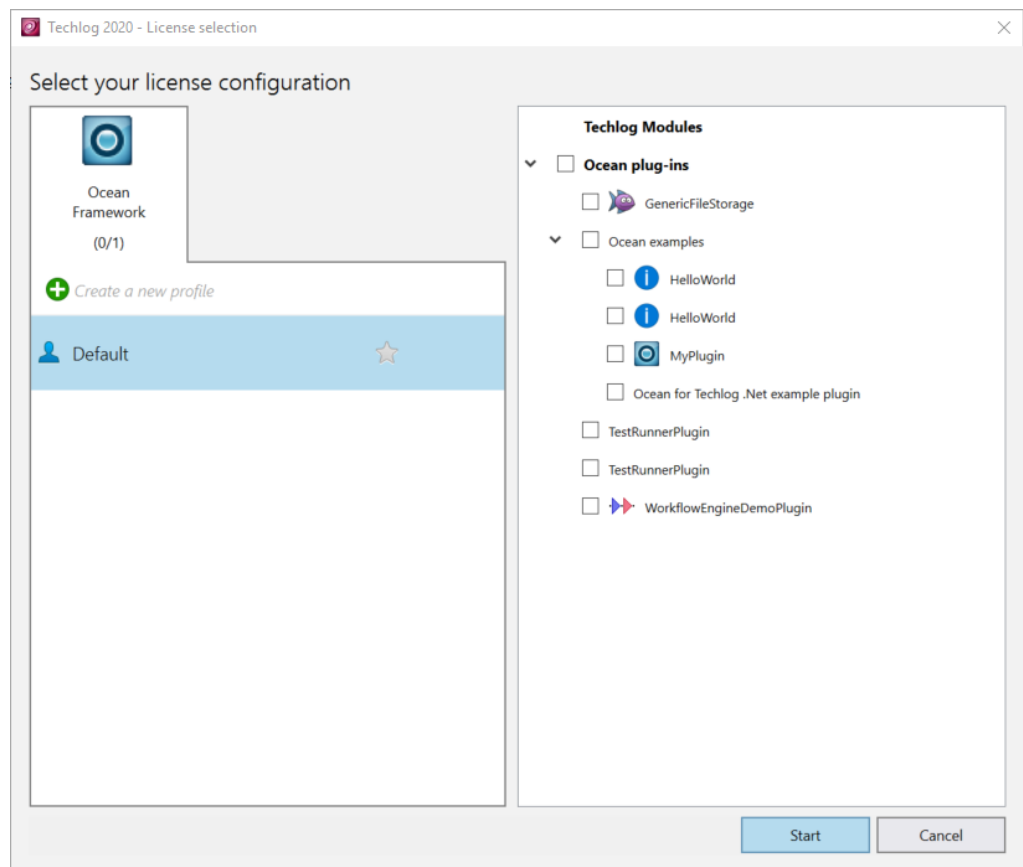 Techlog 2020 - License selection
Select your license configuration
Ocean
Framework
(0/1)
Create a new profile
Default
Techlog Modules
Ocean plug-ins
GenericFileStorage
Ocean examples
HelloWorld
HelloWorld
MyPlugin
Ocean for Techlog .Net example plugin
TestRunnerPlugin
TestRunnerPlugin
WorkflowEngineDemoPlugin
Start
Cancel